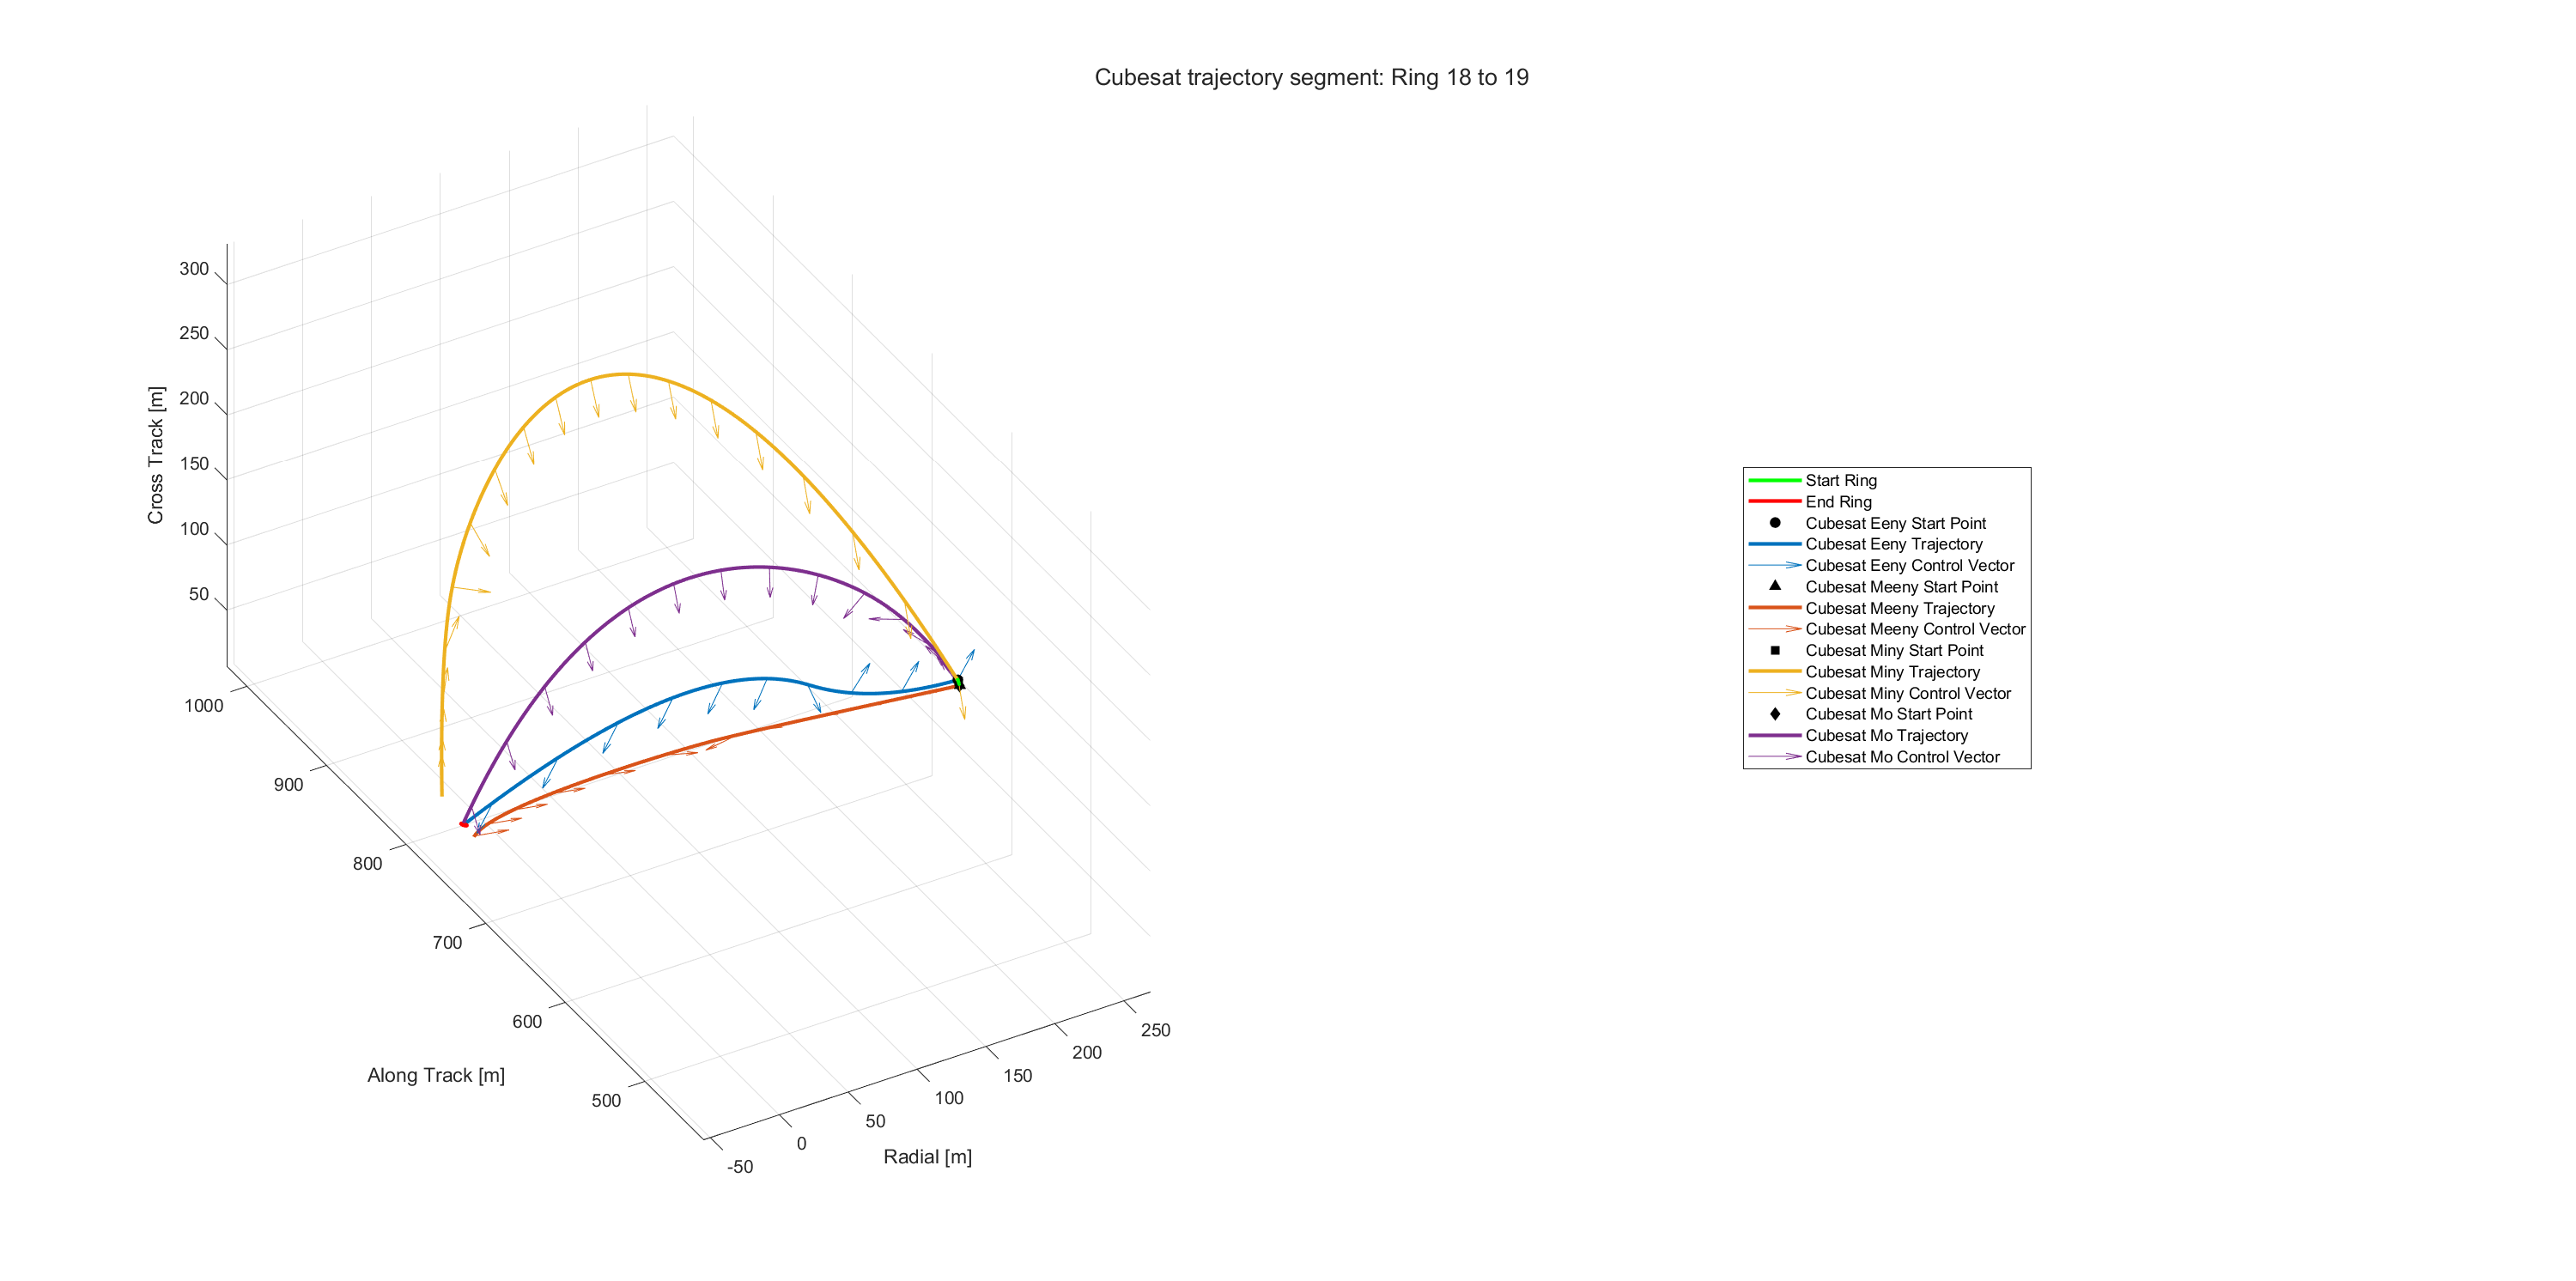 Cubesat trajectory segment: Ring 18 to 19
Cross Track [m]
300
250
200
150
100
50
1000
900
800
700
600
500
Along Track [m]
-50
0
50
100
150
200
250
Radial [m]
Start Ring
End Ring
Cubesat Eeny Start Point
Cubesat Eeny Trajectory
Cubesat Eeny Control Vector
Cubesat Meeny Start Point
Cubesat Meeny Trajectory
Cubesat Meeny Control Vector
Cubesat Miny Start Point
Cubesat Miny Trajectory
Cubesat Miny Control Vector
Cubesat Mo Start Point
Cubesat Mo Trajectory
Cubesat Mo Control Vector